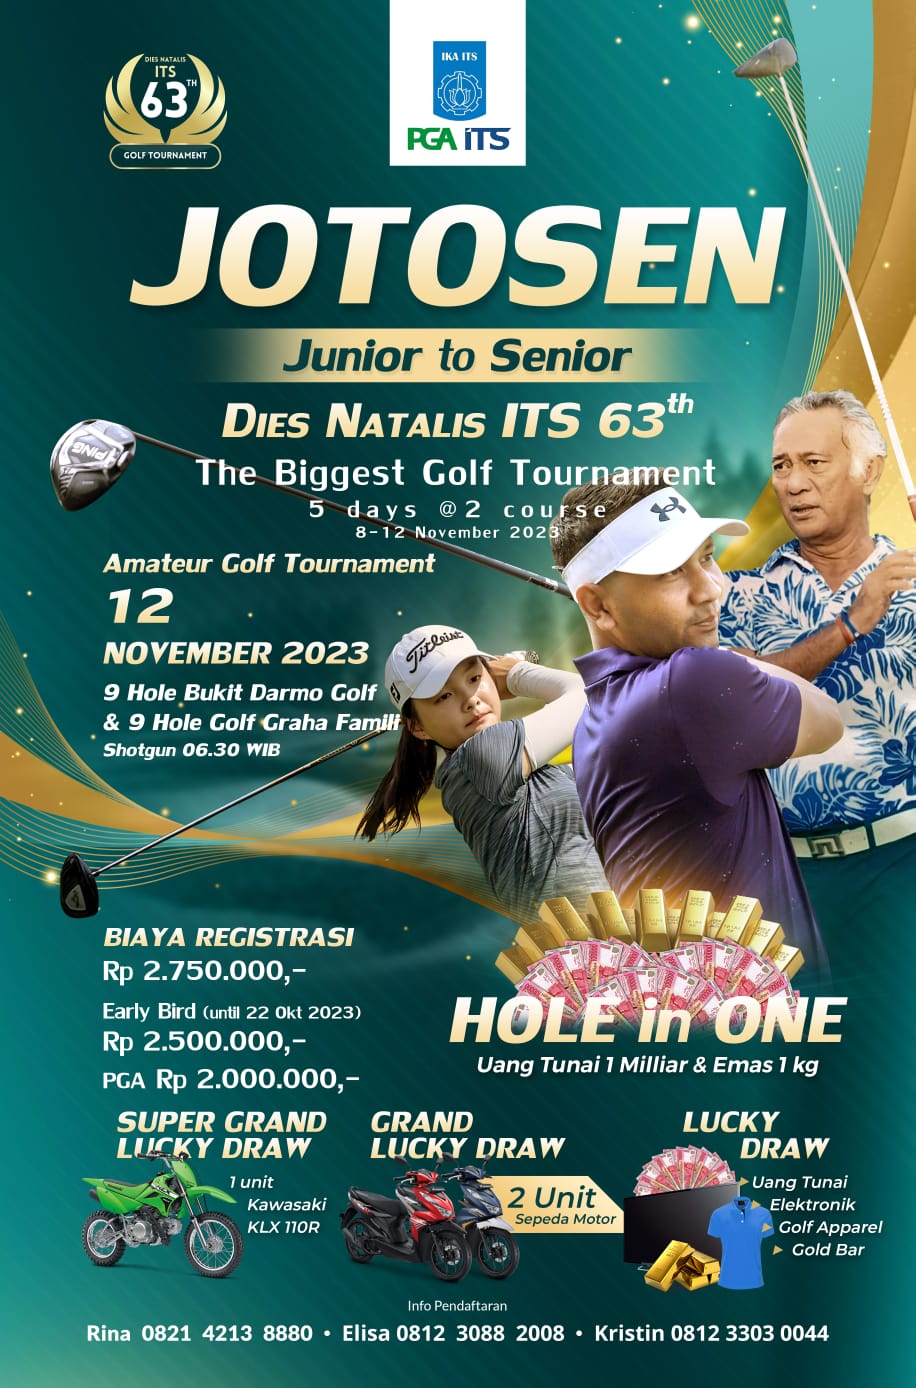 DIES NATALIS
ITS
63TH
GOLF TOURNAMENT
IKA ITS
PGA ITS
JOTOSEN
Junior to Senior
DIES NATALIS ITS 63th
The Biggest Golf Tournament
5 days @2 course
8-12 November 2023
PING
Amateur Golf Tournament
12
NOVEMBER 2023
Titleist
9 Hole Bukit Darmo Golf
& 9 Hole Golf Graha Famili
Shotgun 06.30 WIB
BIAYA REGISTRASI
Rp 2.750.000,-
Early Bird (until 22 Okt 2023)
Rp 2.500.000,-
PGA Rp 2.000.000,-
HOLE in ONE
Uang Tunai 1 Milliar & Emas 1 kg
SUPER GRAND
LUCKY DRAW
1 unit
Kawasaki
KLX 110R
GRAND
LUCKY DRAW
2 Unit
Sepeda Motor
LUCKY
DRAW
Uang Tunai
Elektronik
Golf Apparel
Gold Bar
Info Pendaftaran
Rina 0821 4213 8880 • Elisa 0812 3088 2008 • Kristin 0812 3303 0044